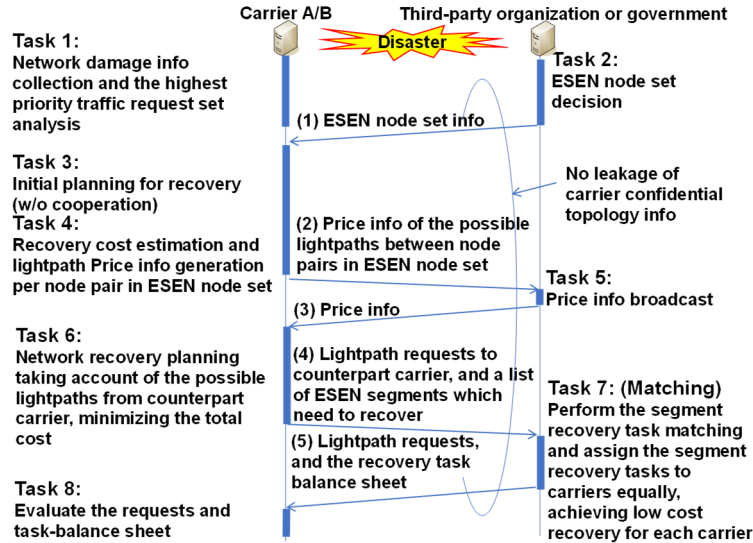 Carrier A/B
Third-party organization or government
Disaster
Task 1:
Network damage info
collection and the highest
priority traffic request set
analysis
Task 2:
ESEN node set
decision
(1) ESEN node set info
Task 3:
Initial planning for recovery
(w/o cooperation)
Task 4:
Recovery cost estimation and
lightpath Price info generation
per node pair in ESEN node set
No leakage of
carrier confidential
topology info
(2) Price info of the possible
lightpaths between node
pairs in ESEN node set
Task 5:
Price info broadcast
(3) Price info
Task 6:
Network recovery planning
taking account of the possible
lightpaths from counterpart
carrier, minimizing the total
cost
(4) Lightpath requests to
counterpart carrier, and a list
of ESEN segments which
need to recover
Task 7: (Matching)
Perform the segment
recovery task matching
and assign the segment
recovery tasks to
carriers equally,
achieving low cost
recovery for each carrier
(5) Lightpath requests,
and the recovery task
balance sheet
Task 8:
Evaluate the requests and
task-balance sheet